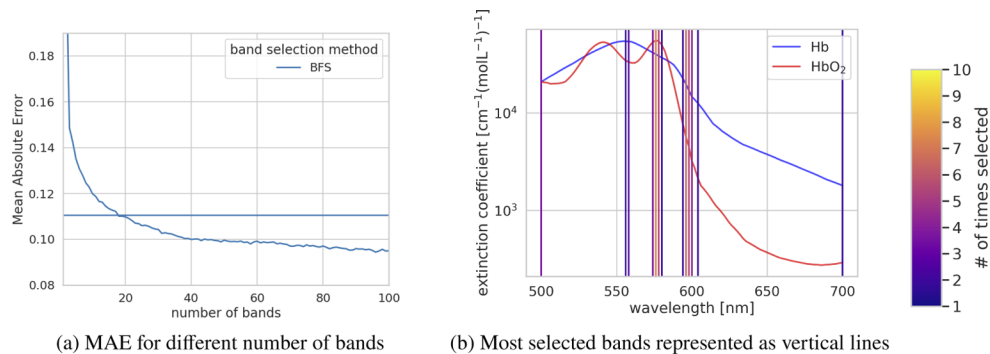 0.18
0.16
0.14
0.12
0.10
0.08
Mean Absolute Error
band selection method
BFS
20
40
60
80
100
number of bands
(a) MAE for different number of bands
extinction coefficient [cm⁻¹(molL⁻¹)⁻¹]
10⁴
10³
Hb
HbO₂
500
550
600
650
700
wavelength [nm]
10
9
8
7
6
5
4
3
2
1
# of times selected
(b) Most selected bands represented as vertical lines